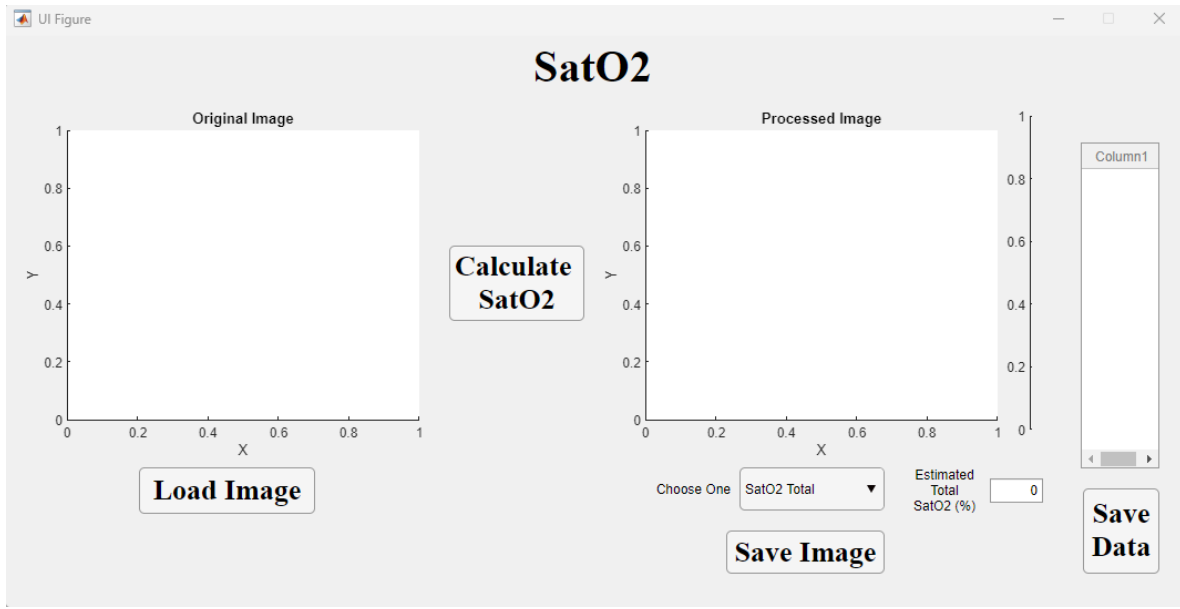 UI Figure
SatO2
Original Image
1
0.8
0.6
0.4
0.2
0
Y
0 0.2 0.4 0.6 0.8 1
X
Load Image
Calculate
SatO2
Processed Image
1
0.8
0.6
0.4
0.2
0
Y
0 0.2 0.4 0.6 0.8 1
X
1
0.8
0.6
0.4
0.2
0
Column1
Choose One SatO2 Total
Estimated
Total
SatO2 (%)
0
Save Image
Save
Data